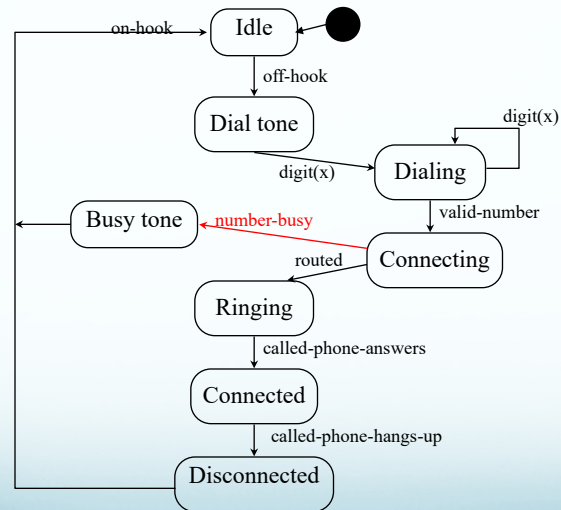 on-hook
Idle
off-hook
Dial tone
digit(x)
digit(x)
Dialing
valid-number
Busy tone
number-busy
Connecting
routed
Ringing
called-phone-answers
Connected
called-phone-hangs-up
Disconnected